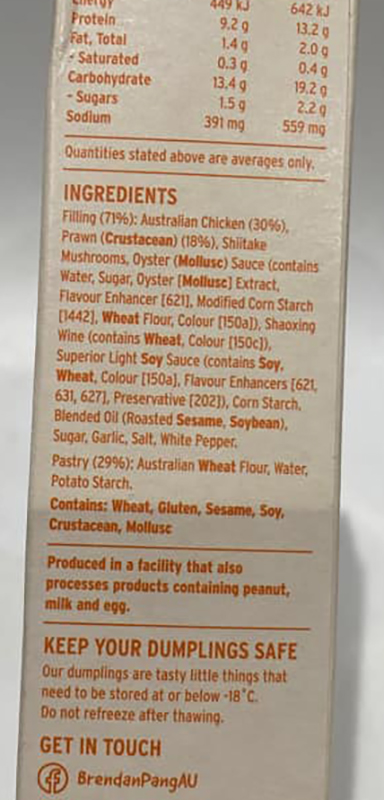 Energy 449 kJ 642 kJ
Protein 9.2 g 13.2 g
Fat, Total 1.4 g 2.0 g
- Saturated 0.3 g 0.4 g
Carbohydrate 13.4 g 19.2 g
- Sugars 1.5 g 2.2 g
Sodium 391 mg 559 mg
Quantities stated above are averages only.
INGREDIENTS
Filling (71%): Australian Chicken (30%),
Prawn (Crustacean) (18%), Shiitake
Mushrooms, Oyster (Mollusc) Sauce (contains
Water, Sugar, Oyster [Mollusc] Extract,
Flavour Enhancer [621], Modified Corn Starch
[1442], Wheat Flour, Colour [150a]), Shaoxing
Wine (contains Wheat, Colour [150c]),
Superior Light Soy Sauce (contains Soy,
Wheat, Colour [150a], Flavour Enhancers [621,
631, 627], Preservative [202]), Corn Starch,
Blended Oil (Roasted Sesame, Soybean),
Sugar, Garlic, Salt, White Pepper.
Pastry (29%): Australian Wheat Flour, Water,
Potato Starch.
Contains: Wheat, Gluten, Sesame, Soy,
Crustacean, Mollusc
Produced in a facility that also
processes products containing peanut,
milk and egg.
KEEP YOUR DUMPLINGS SAFE
Our dumplings are tasty little things that
need to be stored at or below -18°C.
Do not refreeze after thawing.
GET IN TOUCH
BrendanPangAU